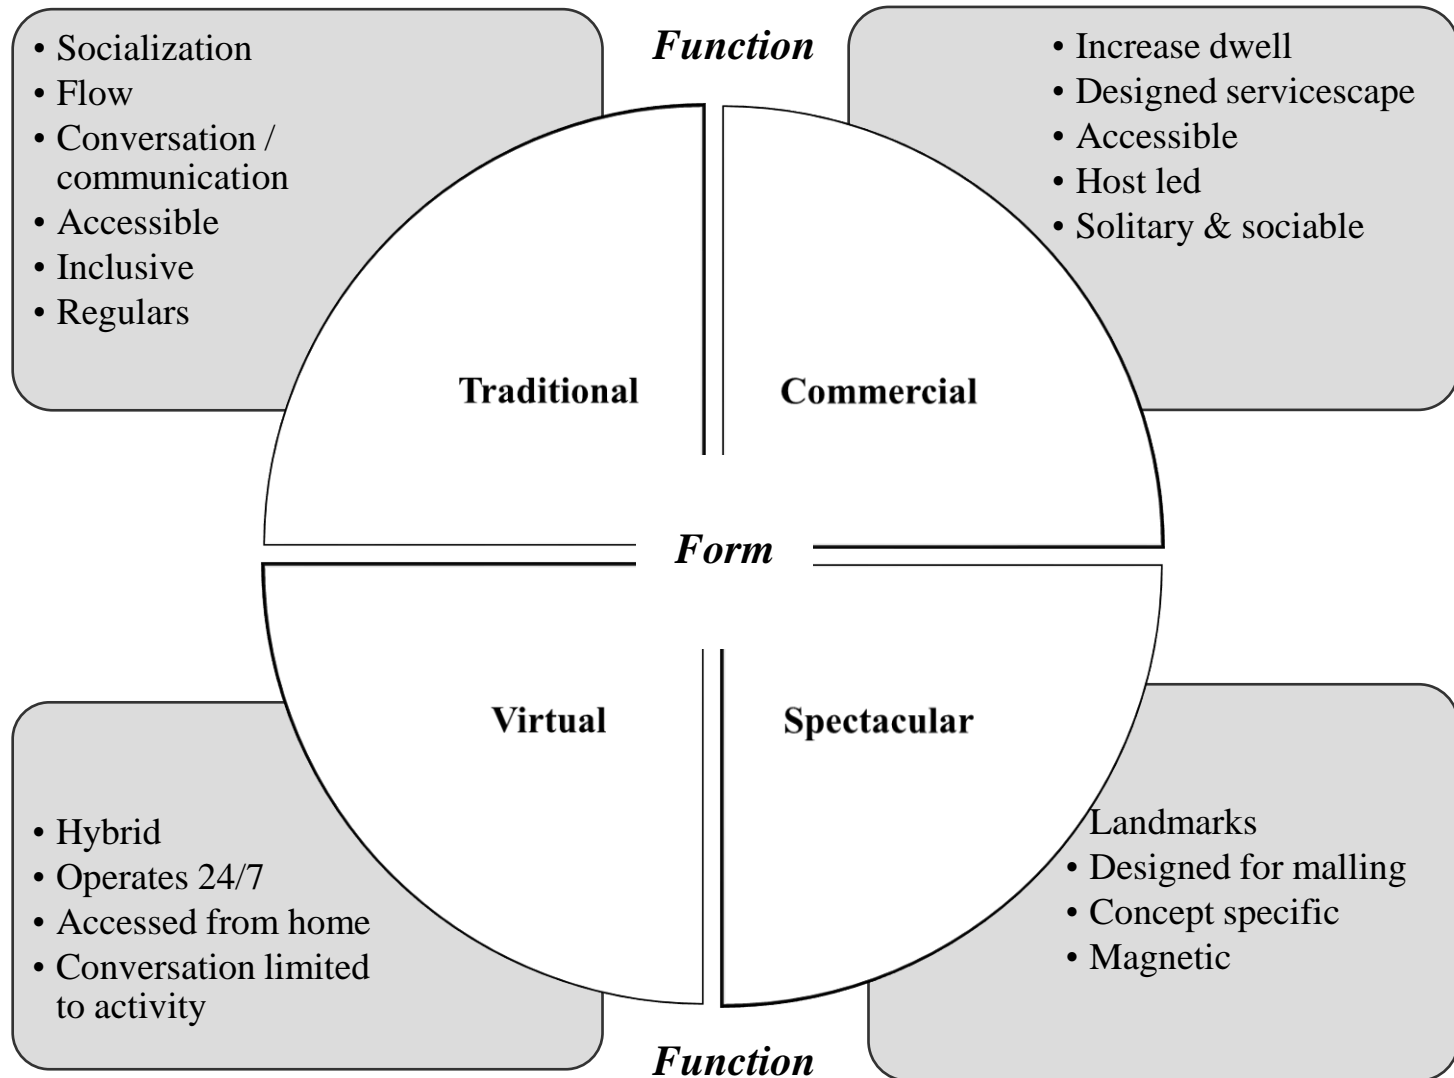 Function
• Socialization
• Flow
• Conversation /
communication
• Accessible
• Inclusive
• Regulars
• Increase dwell
• Designed servicescape
• Accessible
• Host led
• Solitary & sociable
Traditional
Commercial
Form
Virtual
Spectacular
• Hybrid
• Operates 24/7
• Accessed from home
• Conversation limited
to activity
Landmarks
• Designed for malling
• Concept specific
• Magnetic
Function